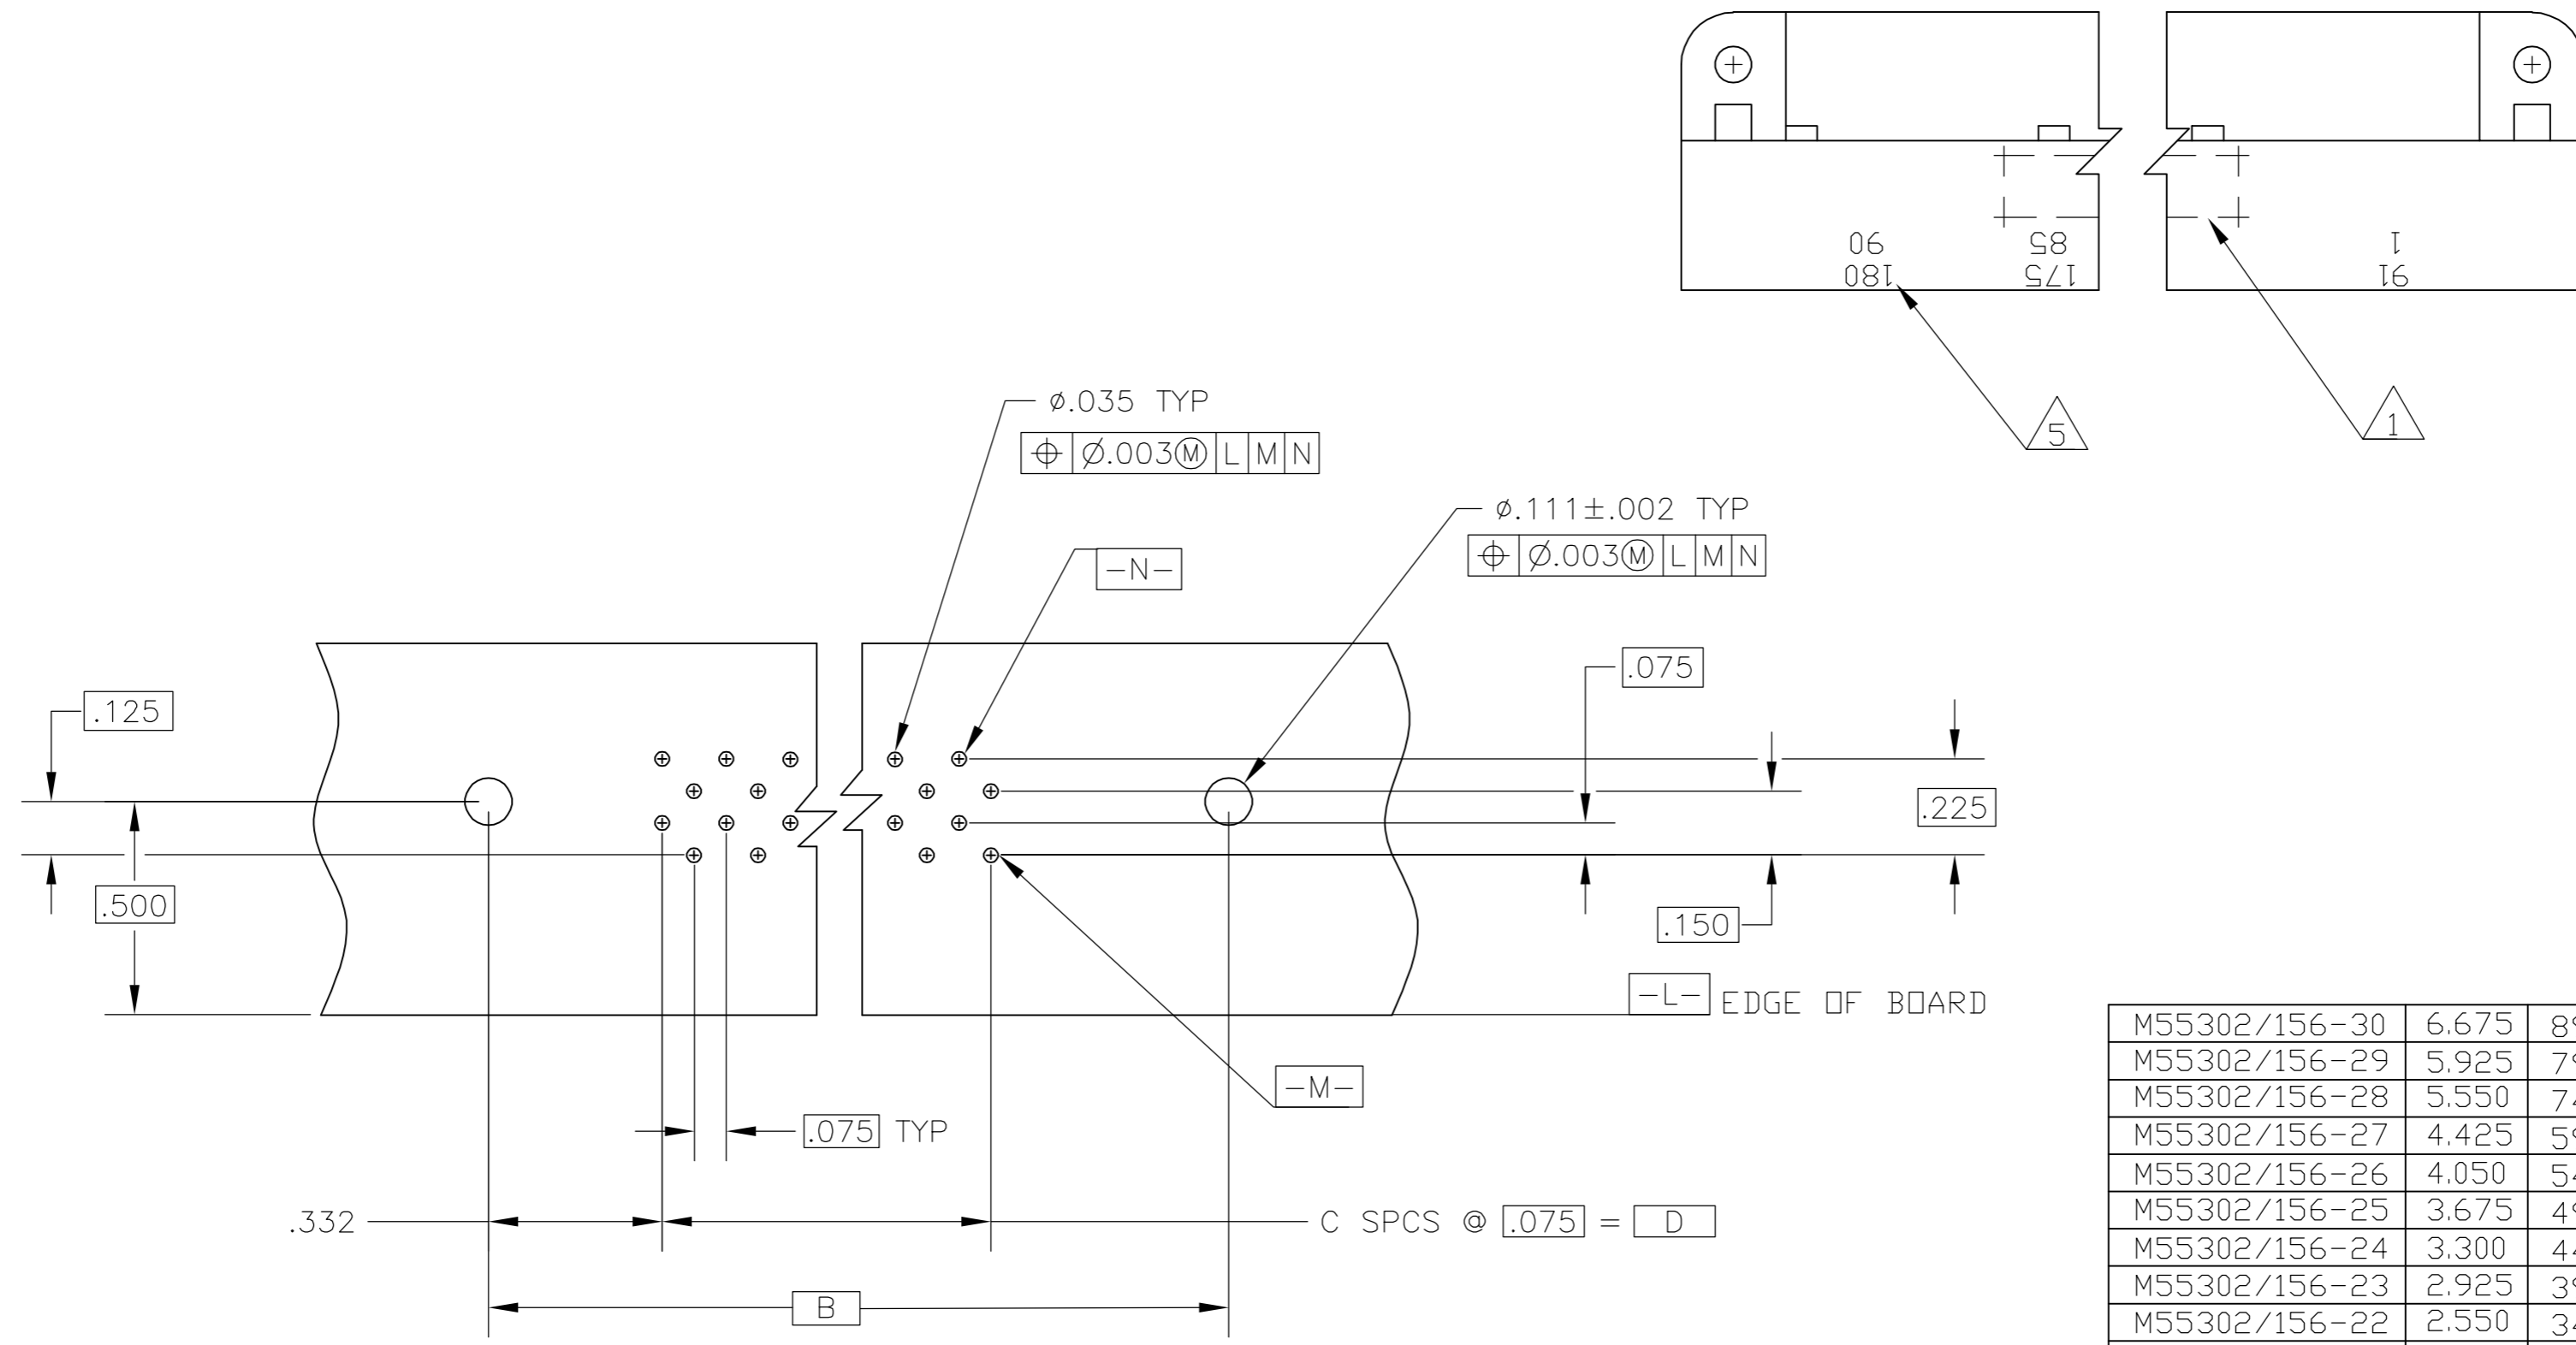 90
180
85
175
1
91
5
1
ø.035 TYP
⌖ Ø.003Ⓜ L M N
ø.111±.002 TYP
⌖ Ø.003Ⓜ L M N
-N-
.075
.125
.225
.500
.150
-L- EDGE OF BOARD
-M-
.075 TYP
.332
C SPCS @ .075 = D
B
M55302/156-30 6.675
M55302/156-29 5.925
M55302/156-28 5.550
M55302/156-27 4.425
M55302/156-26 4.050
M55302/156-25 3.675
M55302/156-24 3.300
M55302/156-23 2.925
M55302/156-22 2.550